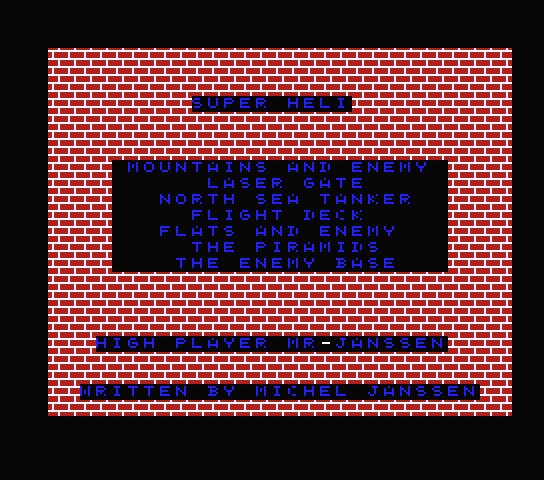 SUPER HELI
MOUNTAINS AND ENEMY
LASER GATE
NORTH SEA TANKER
FLIGHT DECK
FLATS AND ENEMY
THE PIRAMIDS
THE ENEMY BASE
HIGH PLAYER MR-JANSSEN
WRITTEN BY MICHEL JANSSEN